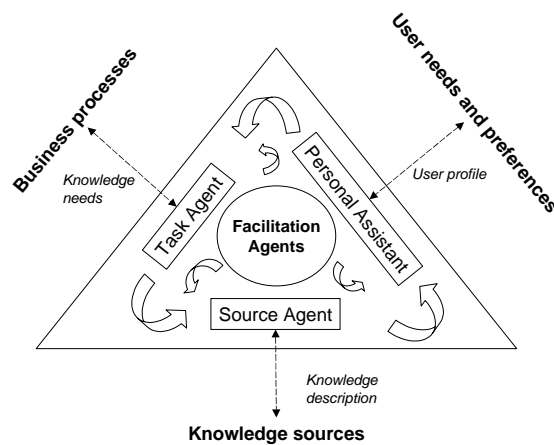 Business processes
User needs and preferences
Knowledge
needs
User profile
Task Agent
Personal Assistant
Facilitation
Agents
Source Agent
Knowledge
description
Knowledge sources